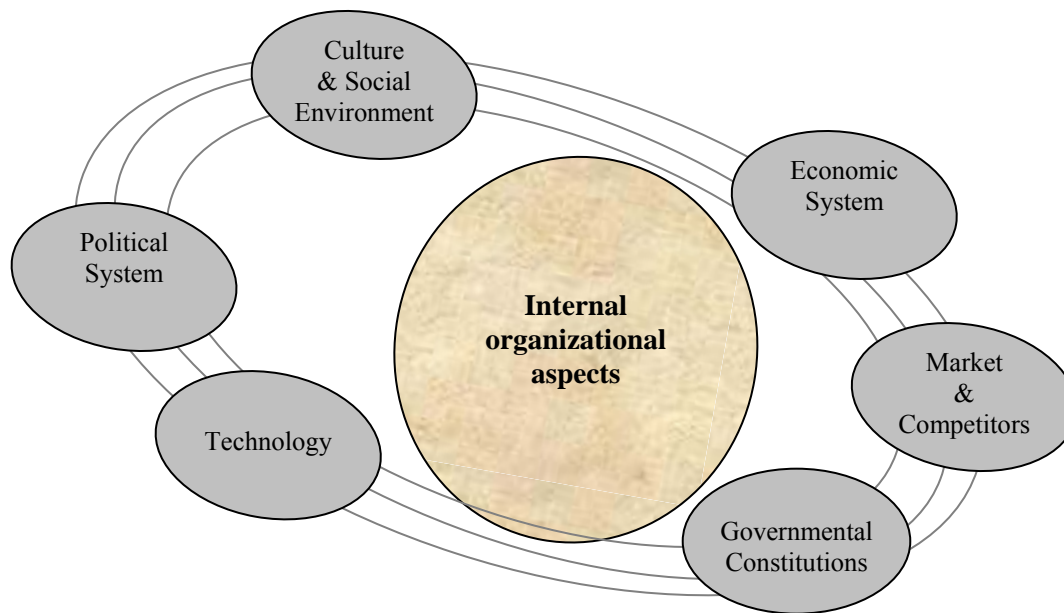 Culture
& Social
Environment
Economic
System
Political
System
Internal
organizational
aspects
Market
&
Competitors
Technology
Governmental
Constitutions